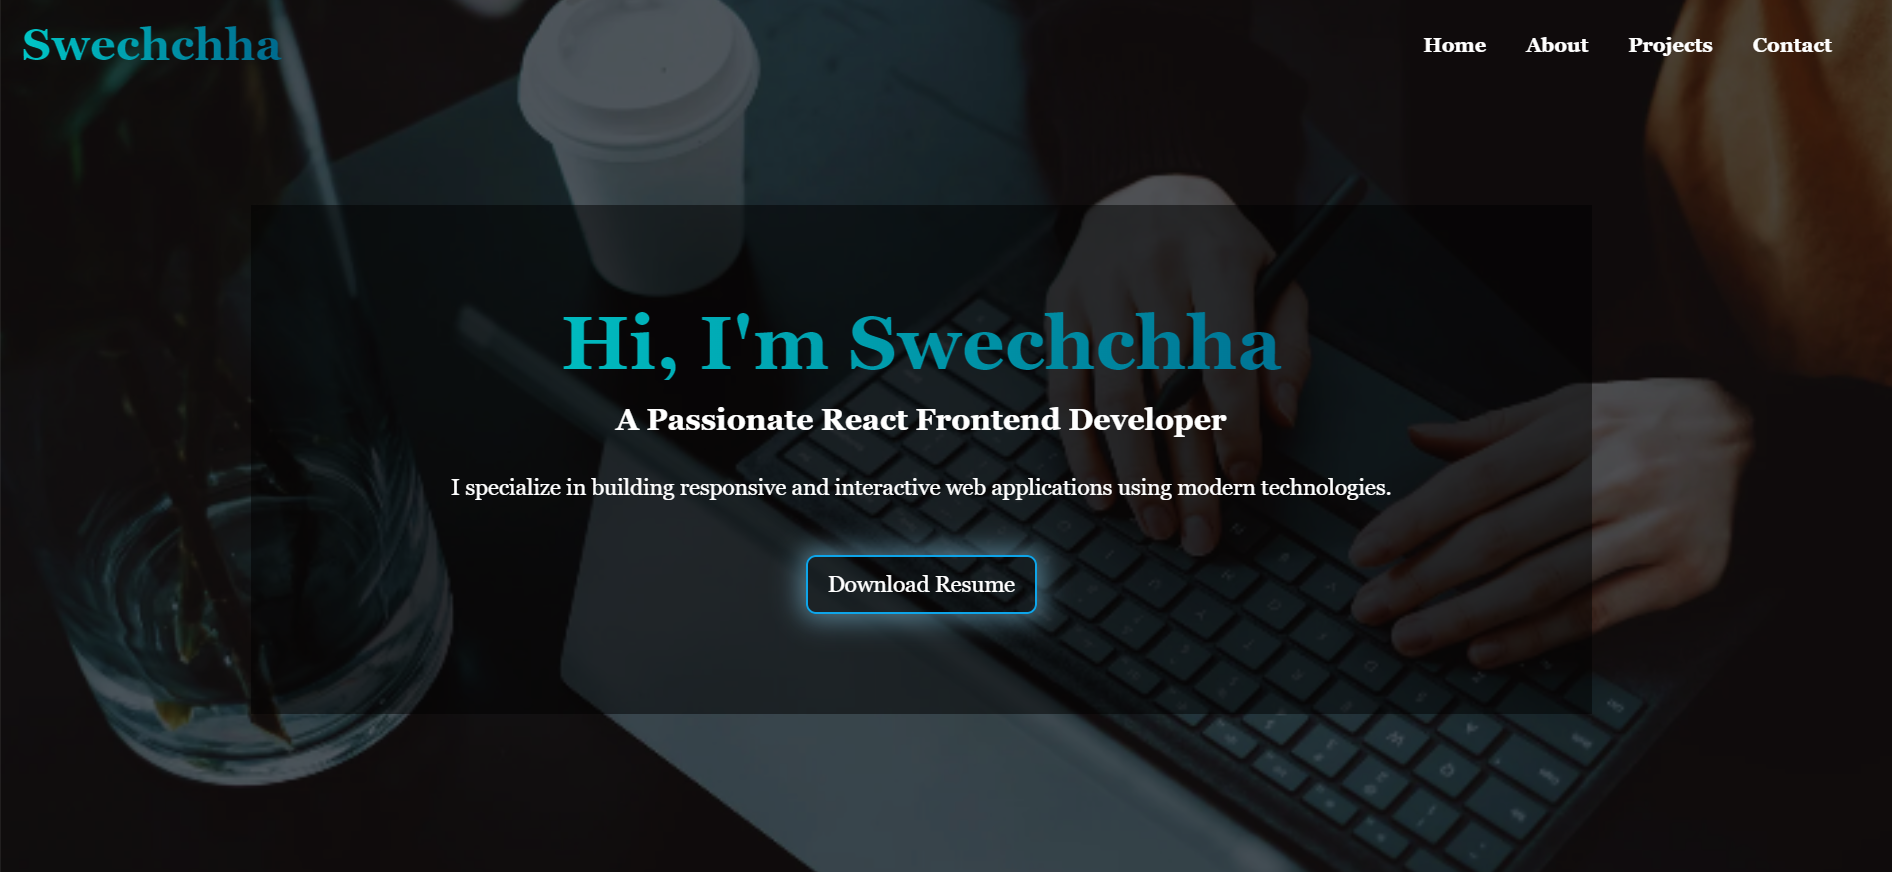 Swechchha
Home About Projects Contact
Hi, I'm Swechchha
A Passionate React Frontend Developer
I specialize in building responsive and interactive web applications using modern technologies.
Download Resume